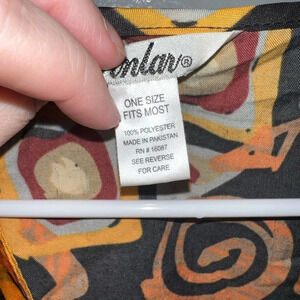 ONE SIZE
FITS MOST
100% POLYESTER
MADE IN PAKISTAN
RN # 16087
SEE REVERSE
FOR CARE